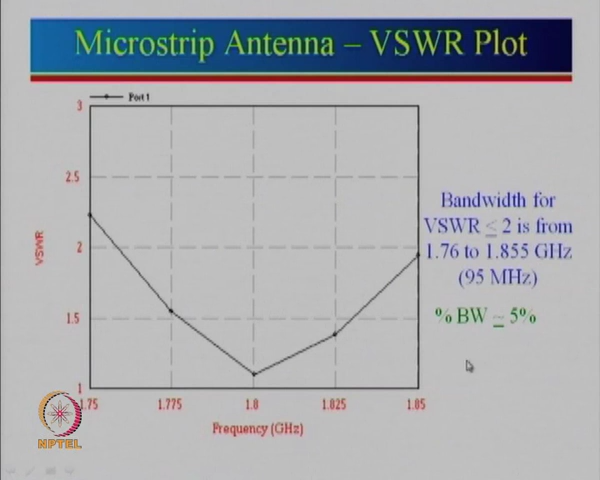 Microstrip Antenna – VSWR Plot
Port 1
3
2.5
2
1.5
1
VSWR
1.75
1.775
1.8
1.825
1.85
Frequency (GHz)
Bandwidth for
VSWR ≤ 2 is from
1.76 to 1.855 GHz
(95 MHz)
% BW ~ 5%
NPTEL